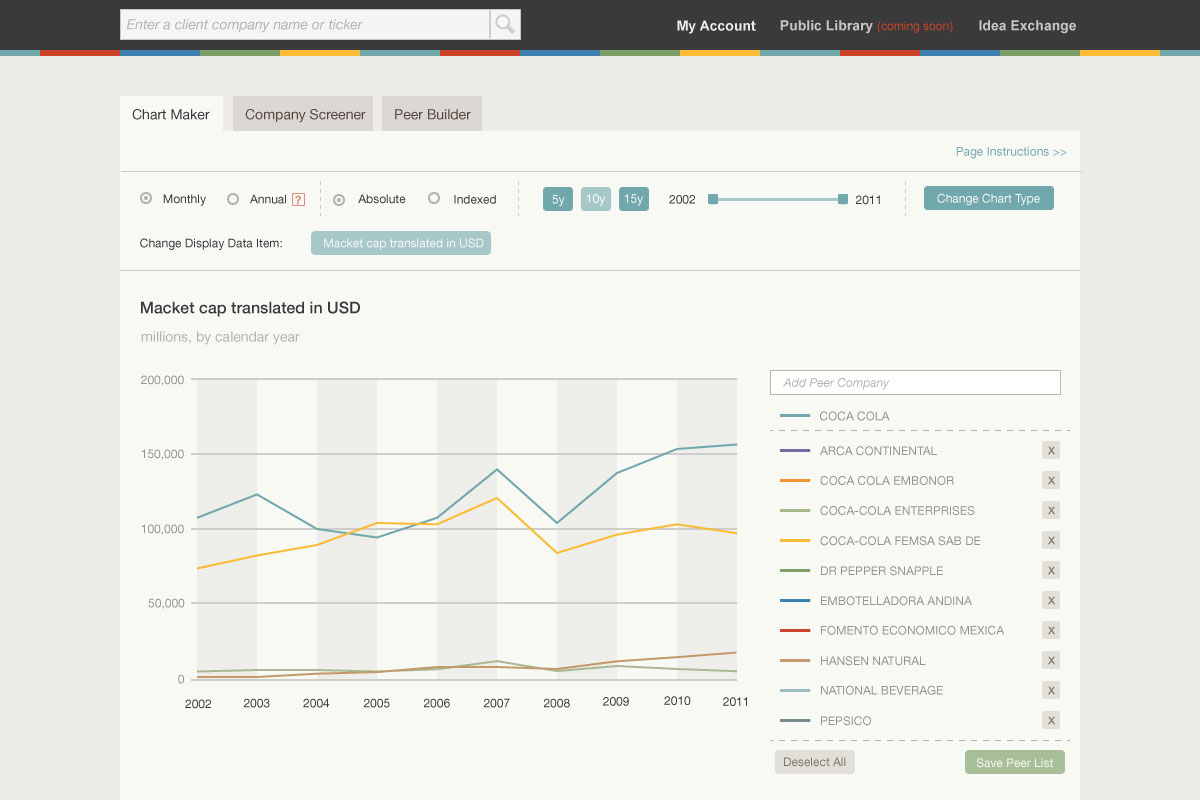 Enter a client company name or ticker
My Account Public Library (coming soon) Idea Exchange
Chart Maker Company Screener Peer Builder
Page Instructions >>
Monthly Annual ? Absolute Indexed 5y 10y 15y 2002 2011 Change Chart Type
Change Display Data Item: Macket cap translated in USD
Macket cap translated in USD
millions, by calendar year
200,000
150,000
100,000
50,000
0
2002 2003 2004 2005 2006 2007 2008 2009 2010 2011
Add Peer Company
COCA COLA
ARCA CONTINENTAL X
COCA COLA EMBONOR X
COCA-COLA ENTERPRISES X
COCA-COLA FEMSA SAB DE X
DR PEPPER SNAPPLE X
EMBOTELLADORA ANDINA X
FOMENTO ECONOMICO MEXICA X
HANSEN NATURAL X
NATIONAL BEVERAGE X
PEPSICO X
Deselect All Save Peer List